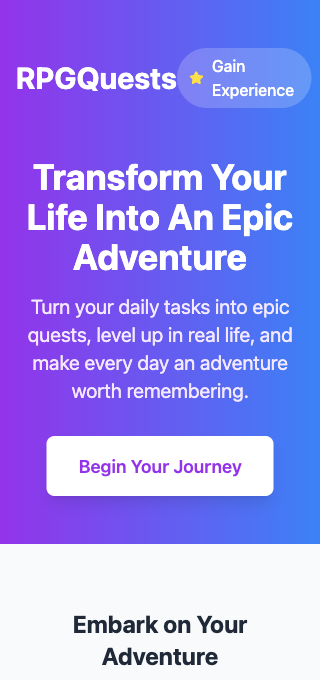 RPGQuests
Gain
Experience
Transform Your
Life Into An Epic
Adventure
Turn your daily tasks into epic
quests, level up in real life, and
make every day an adventure
worth remembering.
Begin Your Journey
Embark on Your
Adventure